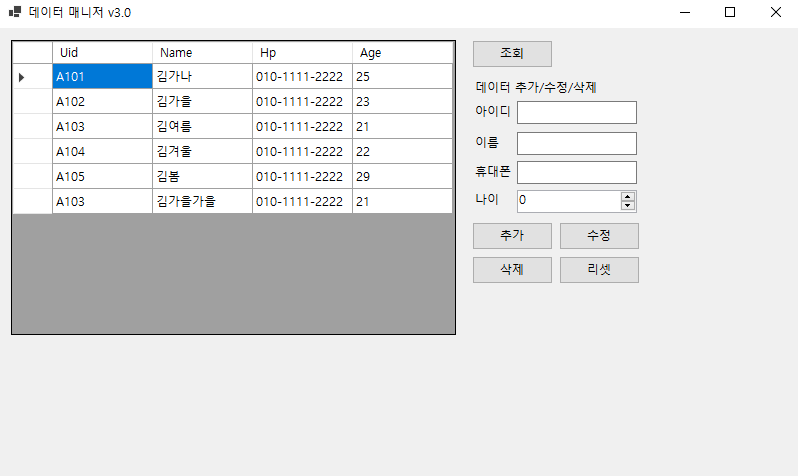 데이터 매니저 v3.0
Uid Name Hp Age
A101 김가나 010-1111-2222 25
A102 김가을 010-1111-2222 23
A103 김여름 010-1111-2222 21
A104 김겨울 010-1111-2222 22
A105 김봄 010-1111-2222 29
A103 김가을가을 010-1111-2222 21
조회
데이터 추가/수정/삭제
아이디
이름
휴대폰
나이 0
추가 수정
삭제 리셋